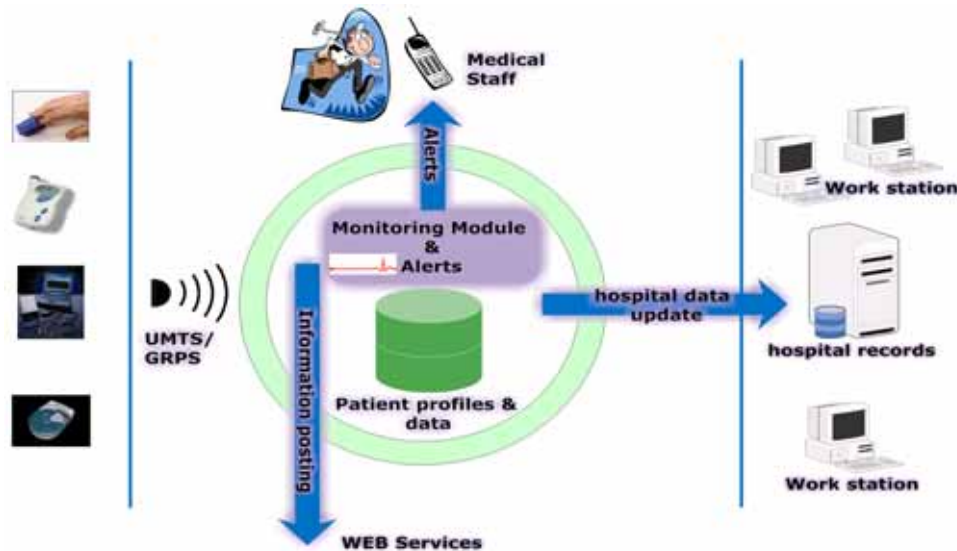 Medical
Staff
Alerts
Work station
Monitoring Module
&
Alerts
hospital data
update
UMTS/
GRPS
Information posting
hospital records
Patient profiles &
data
Work station
WEB Services